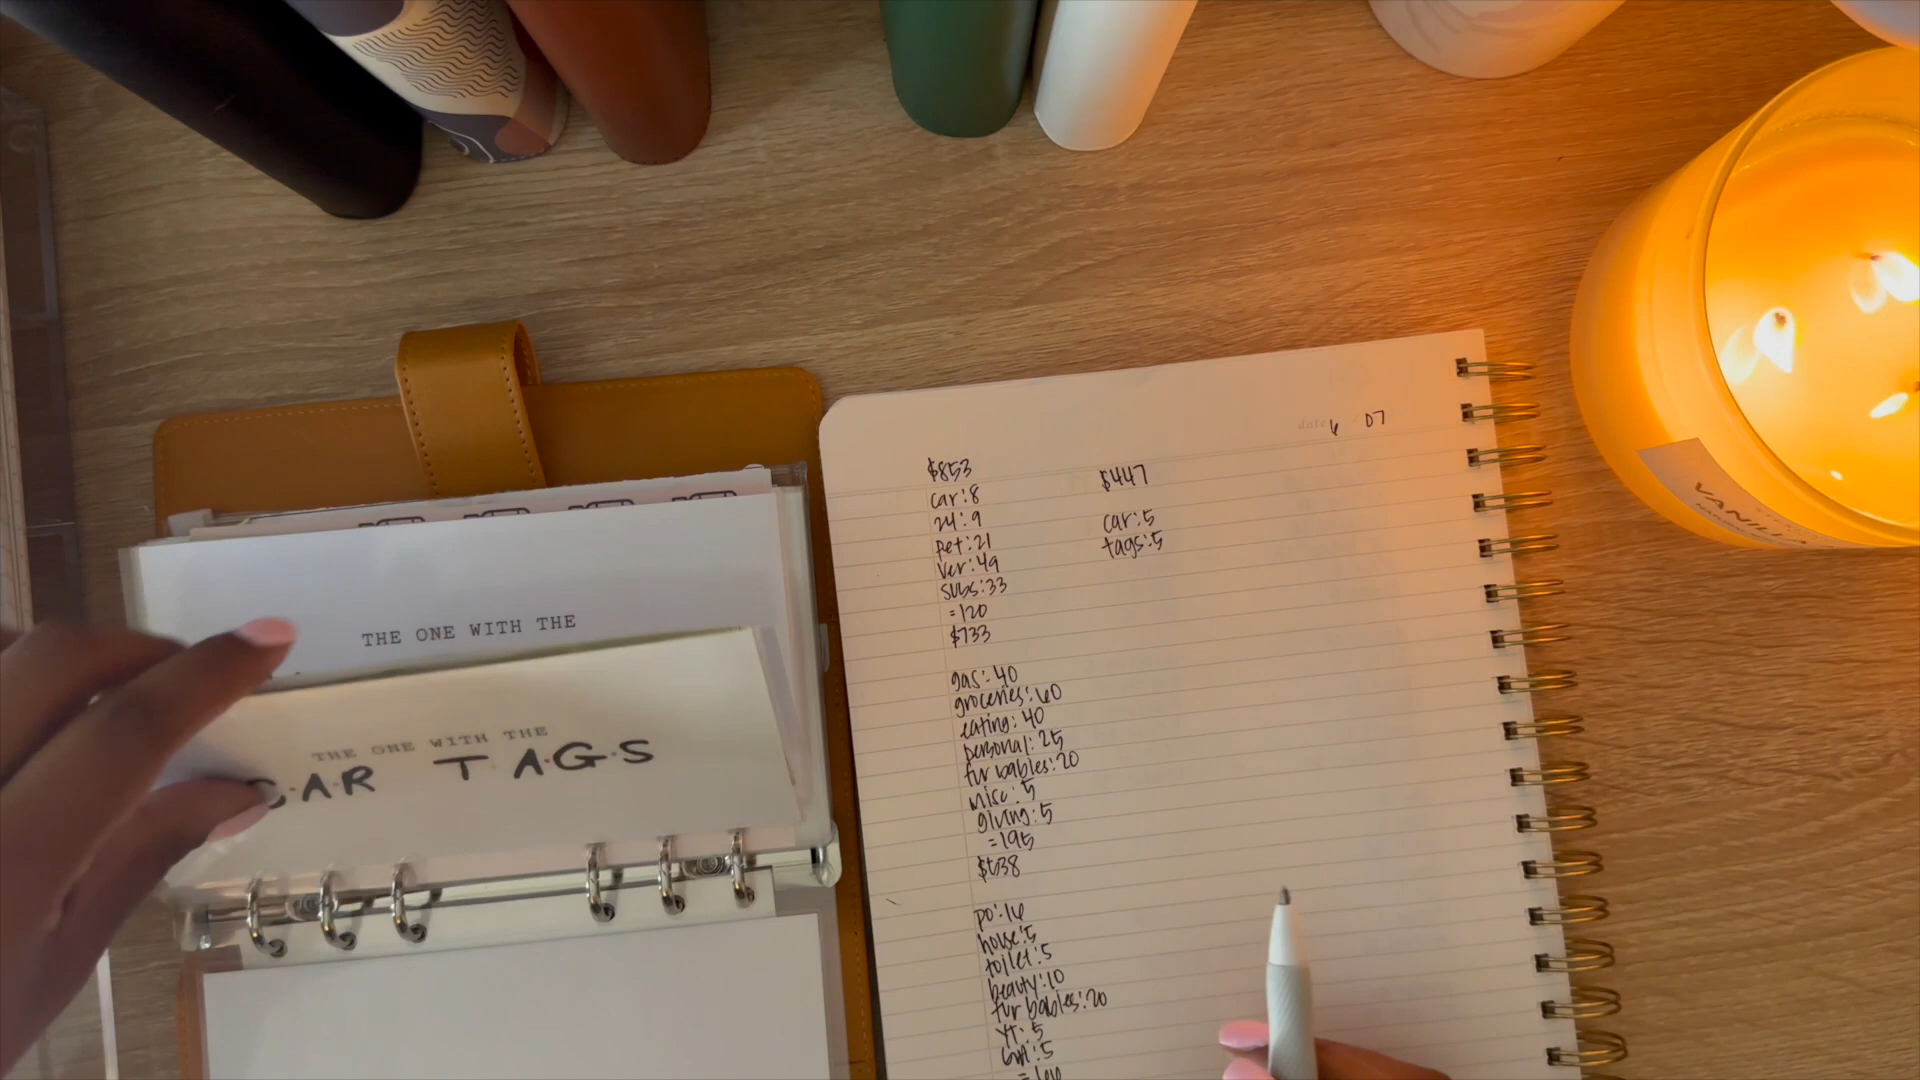 date 6 07
$853
car: 8
24: 9
pet: 21
ver: 49
subs: 33
= 120
$733
gas: 40
groceries: 60
eating: 40
personal: 25
fur babies: 20
misc: 5
giving: 5
= 195
$538
po: 16
house: 5
toilet: 5
beauty: 10
fur babies: 20
YT: 5
5
$447
car: 5
tags: 5
THE ONE WITH THE
THE ONE WITH THE
CAR TAGS